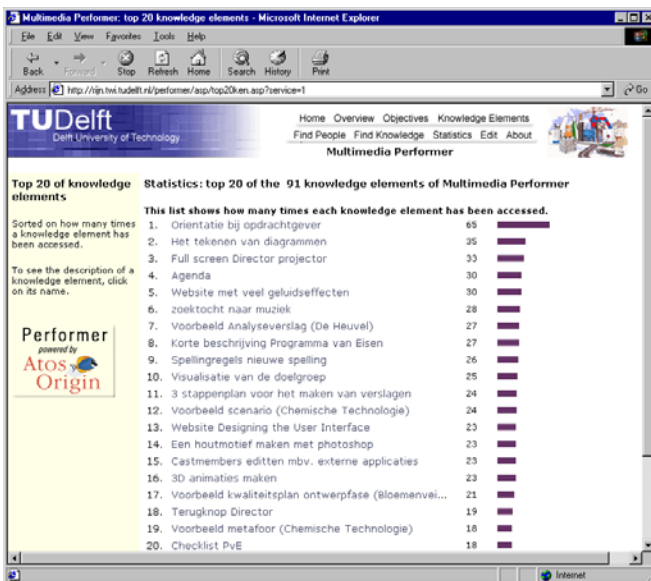 Multimedia Performer: top 20 knowledge elements - Microsoft Internet Explorer
File Edit View Favorites Tools Help
Back Forward Stop Refresh Home Search History Print
Address http://rijn.twi.tudelft.nl/performer/asp/top20ken.asp?service=1 Go
TUDelft
Delft University of Technology
Home Overview Objectives Knowledge Elements
Find People Find Knowledge Statistics Edit About
Multimedia Performer
Top 20 of knowledge
elements
Sorted on how many times
a knowledge element has
been accessed.
To see the description of a
knowledge element, click
on its name.
Performer
powered by
Atos
Origin
Statistics: top 20 of the 91 knowledge elements of Multimedia Performer
This list shows how many times each knowledge element has been accessed.
1. Orientatie bij opdrachtgever 65
2. Het tekenen van diagrammen 35
3. Full screen Director projector 33
4. Agenda 30
5. Website met veel geluidseffecten 30
6. zoektocht naar muziek 28
7. Voorbeeld Analyseverslag (De Heuvel) 27
8. Korte beschrijving Programma van Eisen 27
9. Spellingregels nieuwe spelling 26
10. Visualisatie van de doelgroep 25
11. 3 stappenplan voor het maken van verslagen 24
12. Voorbeeld scenario (Chemische Technologie) 24
13. Website Designing the User Interface 23
14. Een houtmotief maken met photoshop 23
15. Castmembers editten mbv. externe applicaties 23
16. 3D animaties maken 23
17. Voorbeeld kwaliteitsplan ontwerpfase (Bloemenvei... 21
18. Terugknop Director 19
19. Voorbeeld metafoor (Chemische Technologie) 18
20. Checklist PvE 18
Internet